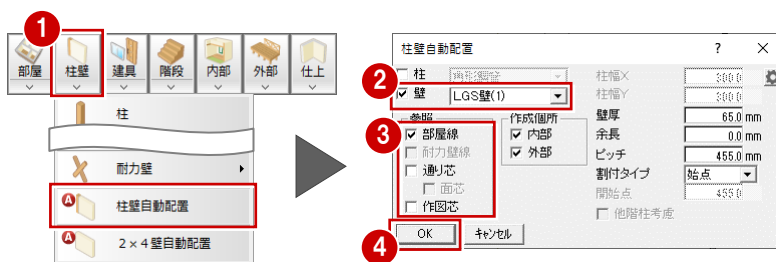 1
部屋 柱壁 建具 階段 内部 外部 仕上
柱
耐力壁
A 柱壁自動配置
A 2×4壁自動配置
柱壁自動配置 ? ×
2
柱 角形鋼管 柱幅X 300.0
壁 LGS壁(1) 柱幅Y 300.0
3
参照 作成個所 壁厚 65.0 mm
部屋線 内部 余長 0.0 mm
耐力壁線 外部 ピッチ 455.0 mm
通り芯 割付タイプ 始点
面芯 開始点 455.0
作図芯 他階柱考慮
4
OK キャンセル